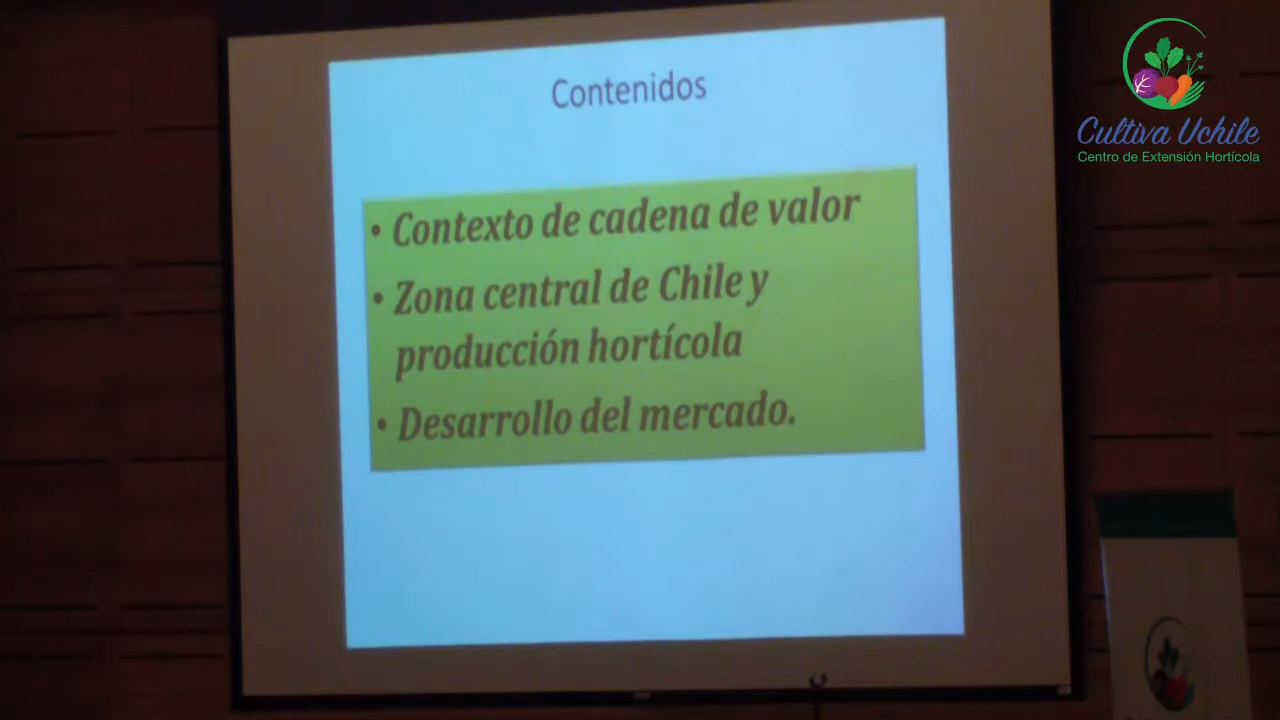 Contenidos
• Contexto de cadena de valor
• Zona central de Chile y
producción hortícola
• Desarrollo del mercado.
Cultiva Uchile
Centro de Extensión Hortícola